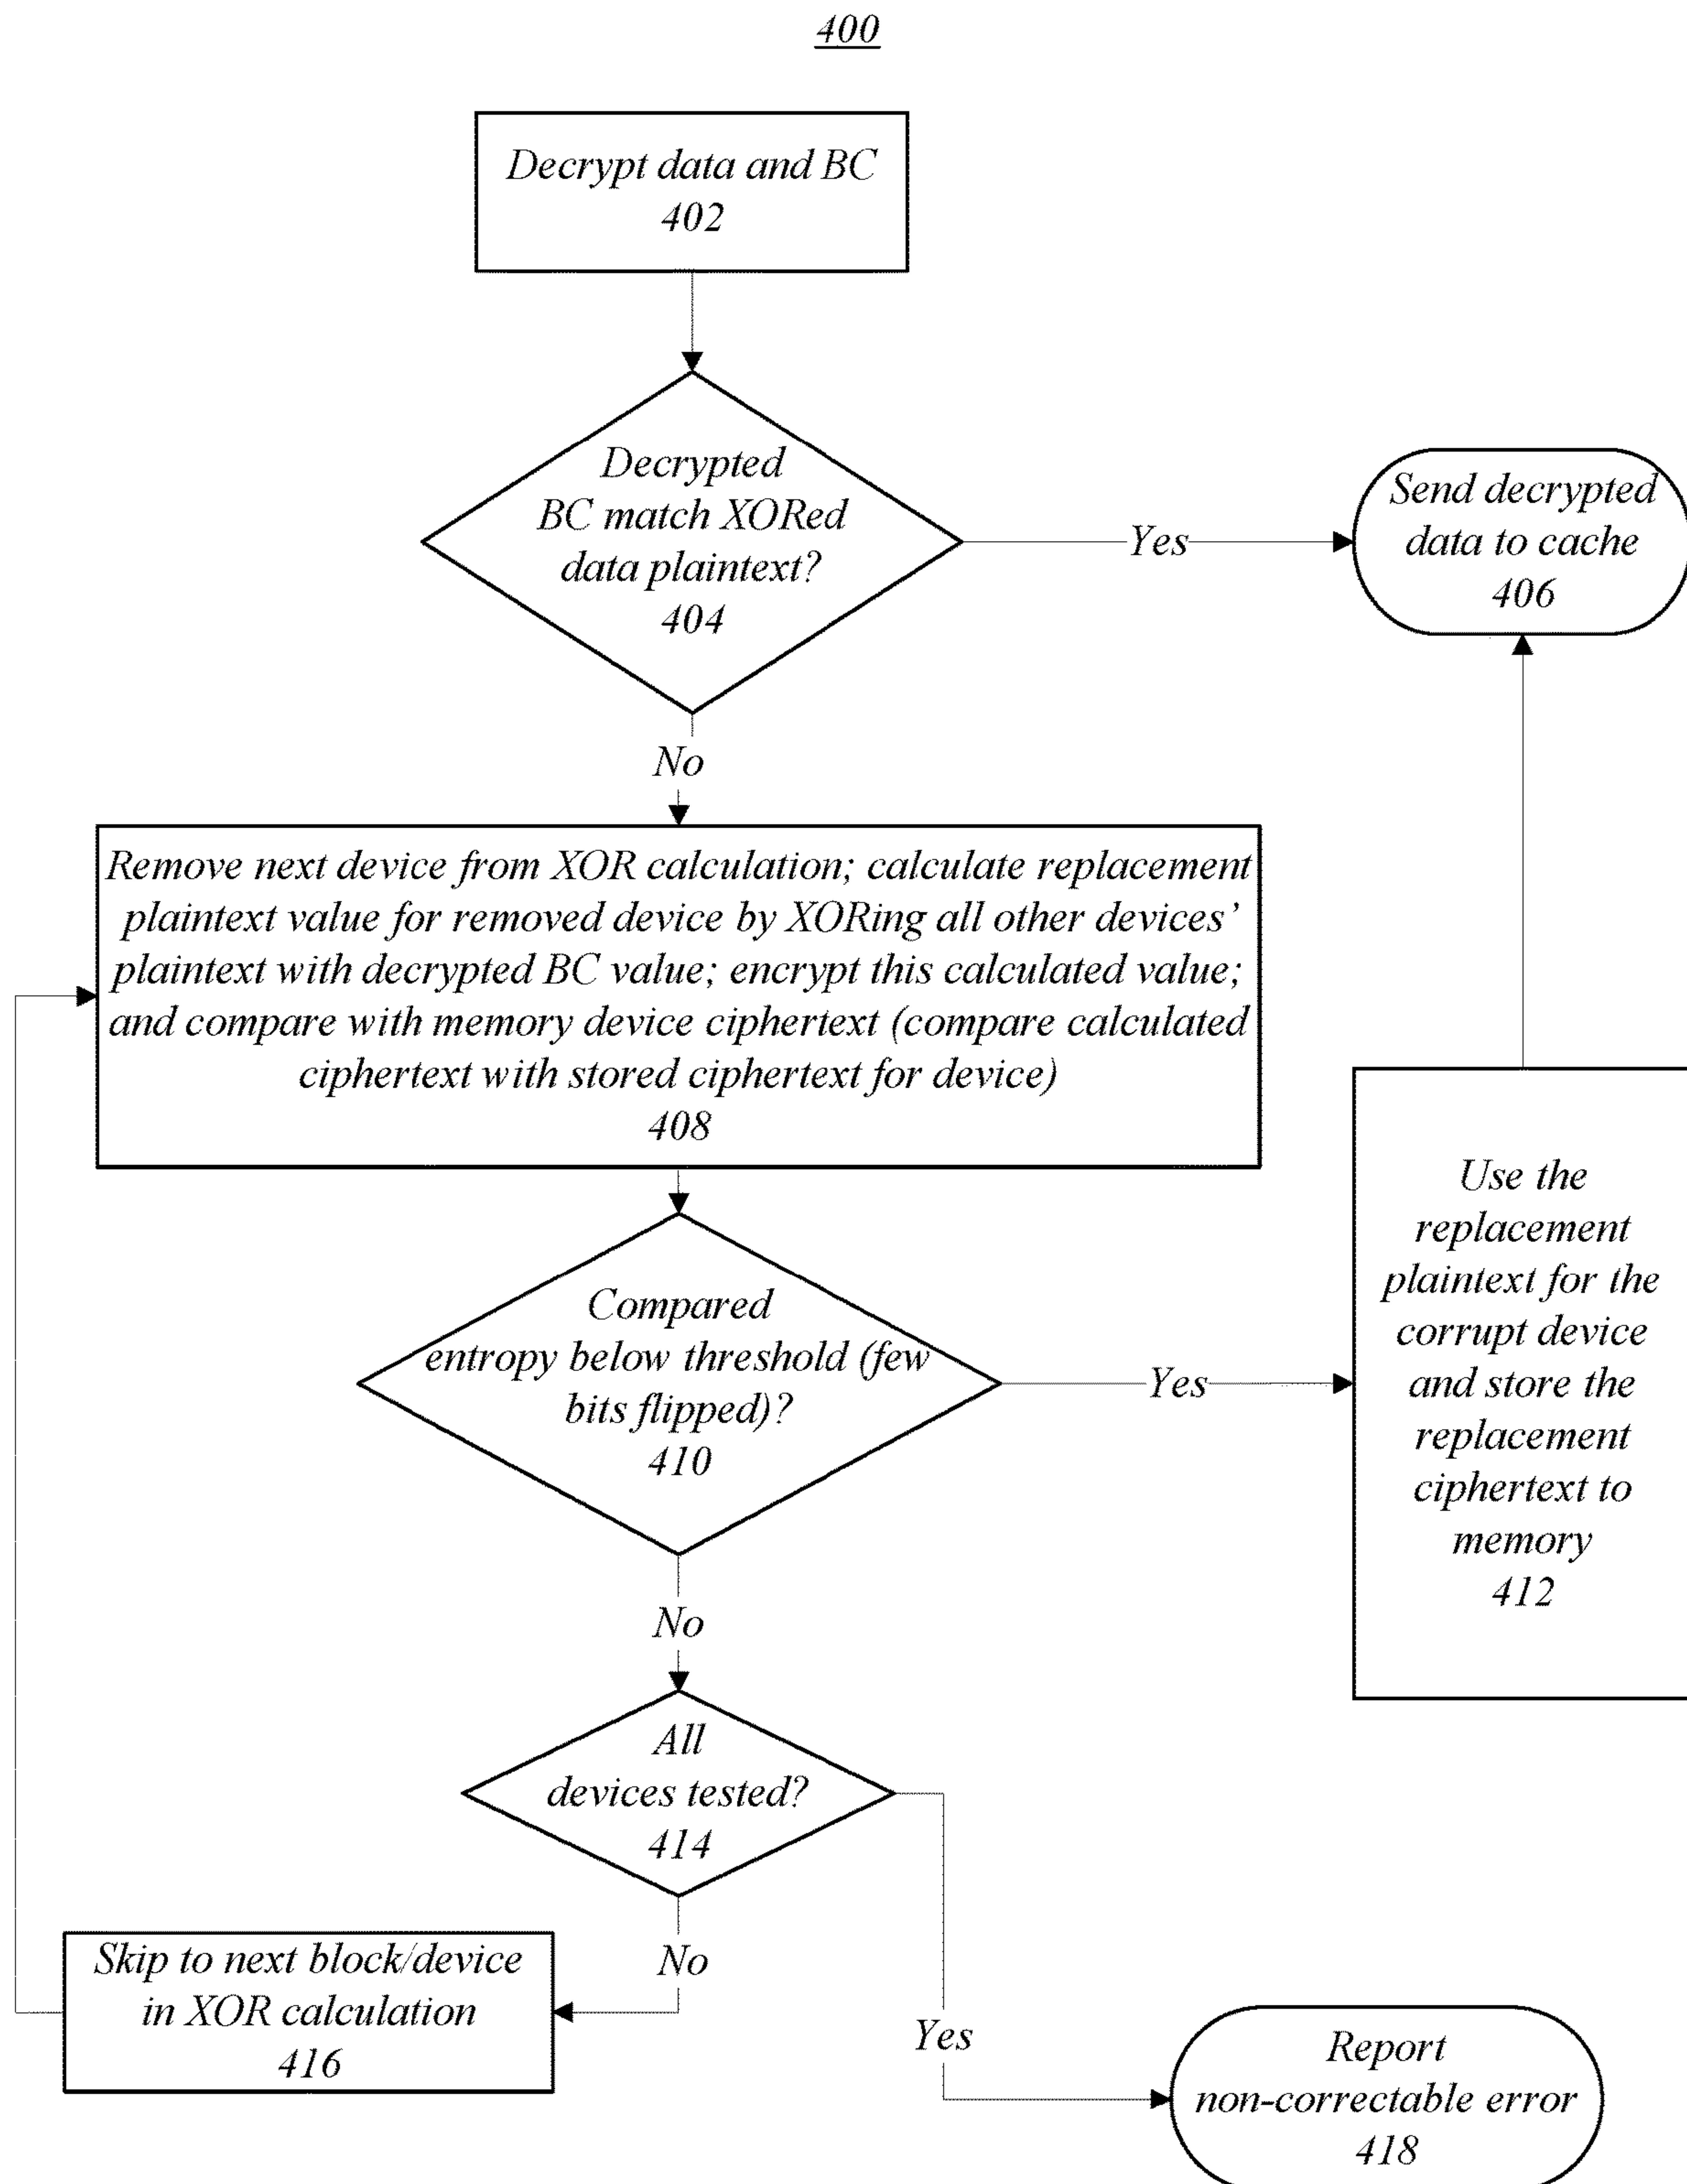 400
Decrypt data and BC
402
Decrypted
BC match XORed
data plaintext?
404
Yes
Send decrypted
data to cache
406
No
Remove next device from XOR calculation; calculate replacement
plaintext value for removed device by XORing all other devices’
plaintext with decrypted BC value; encrypt this calculated value;
and compare with memory device ciphertext (compare calculated
ciphertext with stored ciphertext for device)
408
Compared
entropy below threshold (few
bits flipped)?
410
Yes
Use the
replacement
plaintext for the
corrupt device
and store the
replacement
ciphertext to
memory
412
No
All
devices tested?
414
No
Skip to next block/device
in XOR calculation
416
Yes
Report
non-correctable error
418